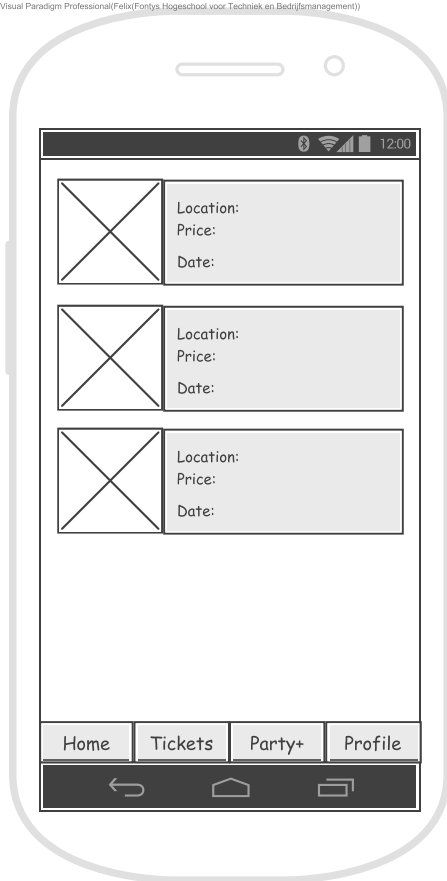 Visual Paradigm Professional(Felix(Fontys Hogeschool voor Techniek en Bedrijfsmanagement))
12:00
Location:
Price:
Date:
Location:
Price:
Date:
Location:
Price:
Date:
Home Tickets Party+ Profile